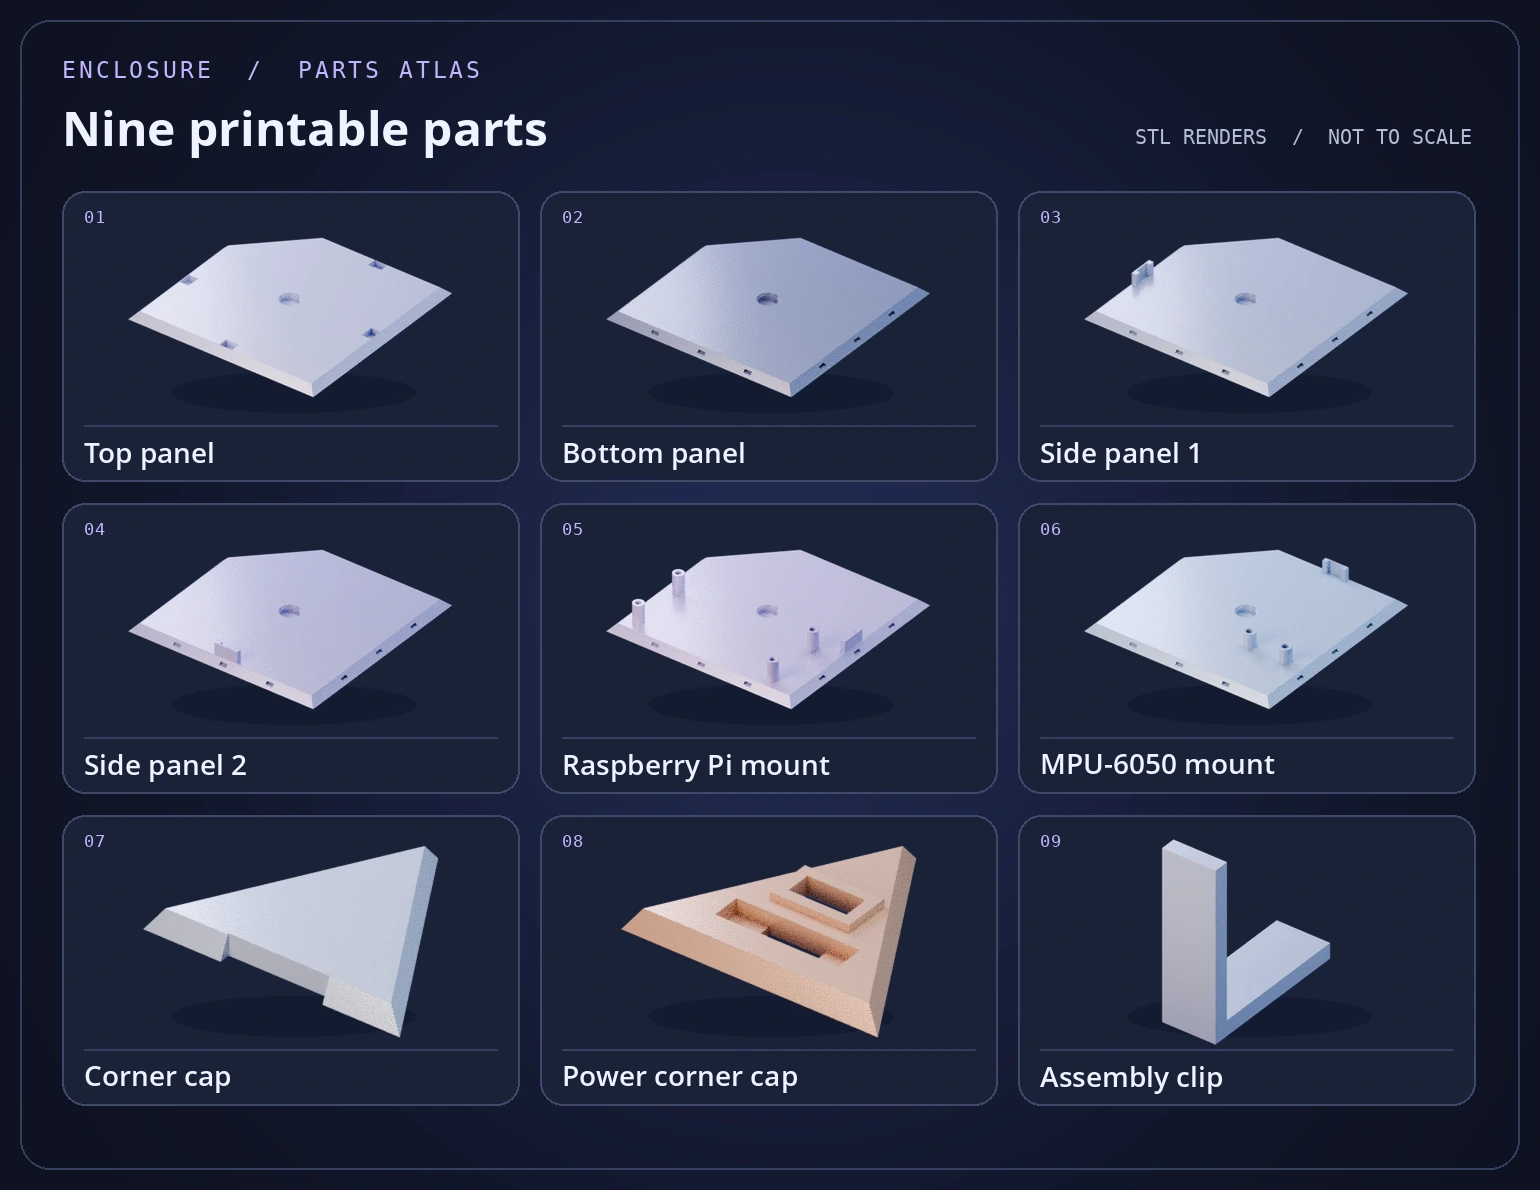 ENCLOSURE / PARTS ATLAS
Nine printable parts
STL RENDERS / NOT TO SCALE
01
Top panel
02
Bottom panel
03
Side panel 1
04
Side panel 2
05
Raspberry Pi mount
06
MPU-6050 mount
07
Corner cap
08
Power corner cap
09
Assembly clip